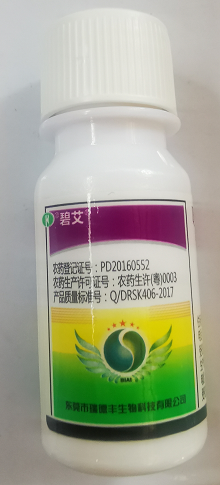 碧艾
农药登记证号：PD20160552
农药生产许可证号：农药生许(粤)0003
产品质量标准号：Q/DRSK406-2017
东莞市瑞德丰生物科技有限公司